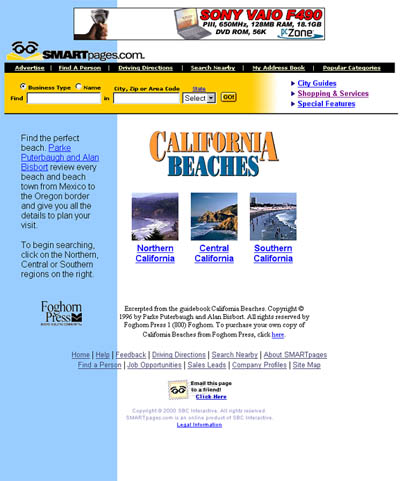 SONY VAIO F490
PIII, 650MHz, 128MB RAM, 18.1GB
DVD ROM, 56K
PCZone
SMARTpages.com
Advertise | Find A Person | Driving Directions | Search Nearby | My Address Book | Popular Categories
Business Type Name City, Zip or Area Code State
Find in Select GO!
City Guides
Shopping & Services
Special Features
Find the perfect
beach. Parke
Puterbaugh and Alan
Bisbort review every
beach and beach
town from Mexico to
the Oregon border
and give you all the
details to plan your
visit.
To begin searching,
click on the Northern,
Central or Southern
regions on the right.
CALIFORNIA
BEACHES
Northern
California
Central
California
Southern
California
Foghorn
Press
Excerpted from the guidebook California Beaches. Copyright ©
1996 by Parke Puterbaugh and Alan Bisbort. All rights reserved by
Foghorn Press 1 (800) Foghorn. To purchase your own copy of
California Beaches from Foghorn Press, click here.
Home | Help | Feedback | Driving Directions | Search Nearby | About SMARTpages
Find a Person | Job Opportunities | Sales Leads | Company Profiles | Site Map
Email this page
to a friend!
Click Here
Copyright © 2000 SBC Interactive. All rights reserved.
SMARTpages.com is an online product of SBC Interactive.
Legal Information